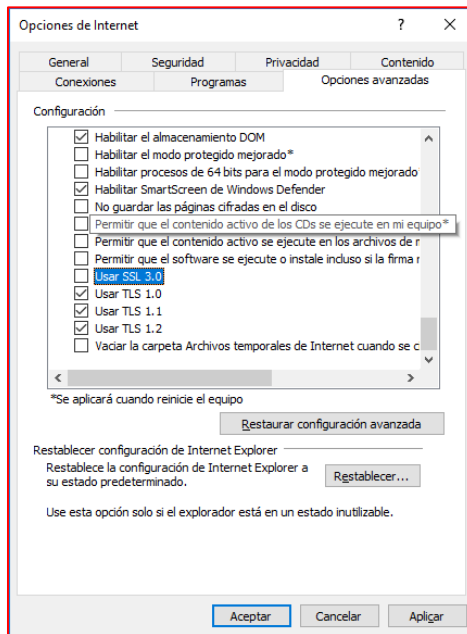 Opciones de Internet
?
General Seguridad Privacidad Contenido
Conexiones Programas Opciones avanzadas
Configuración
Habilitar el almacenamiento DOM
Habilitar el modo protegido mejorado*
Habilitar procesos de 64 bits para el modo protegido mejorado
Habilitar SmartScreen de Windows Defender
No guardar las páginas cifradas en el disco
Permitir que el contenido activo de los CDs se ejecute en mi equipo*
Permitir que el contenido activo se ejecute en los archivos de
Permitir que el software se ejecute o instale incluso si la firma
Usar SSL 3.0
Usar TLS 1.0
Usar TLS 1.1
Usar TLS 1.2
Vaciar la carpeta Archivos temporales de Internet cuando se c
*Se aplicará cuando reinicie el equipo
Restaurar configuración avanzada
Restablecer configuración de Internet Explorer
Restablece la configuración de Internet Explorer a
su estado predeterminado.
Restablecer...
Use esta opción solo si el explorador está en un estado inutilizable.
Aceptar Cancelar Aplicar